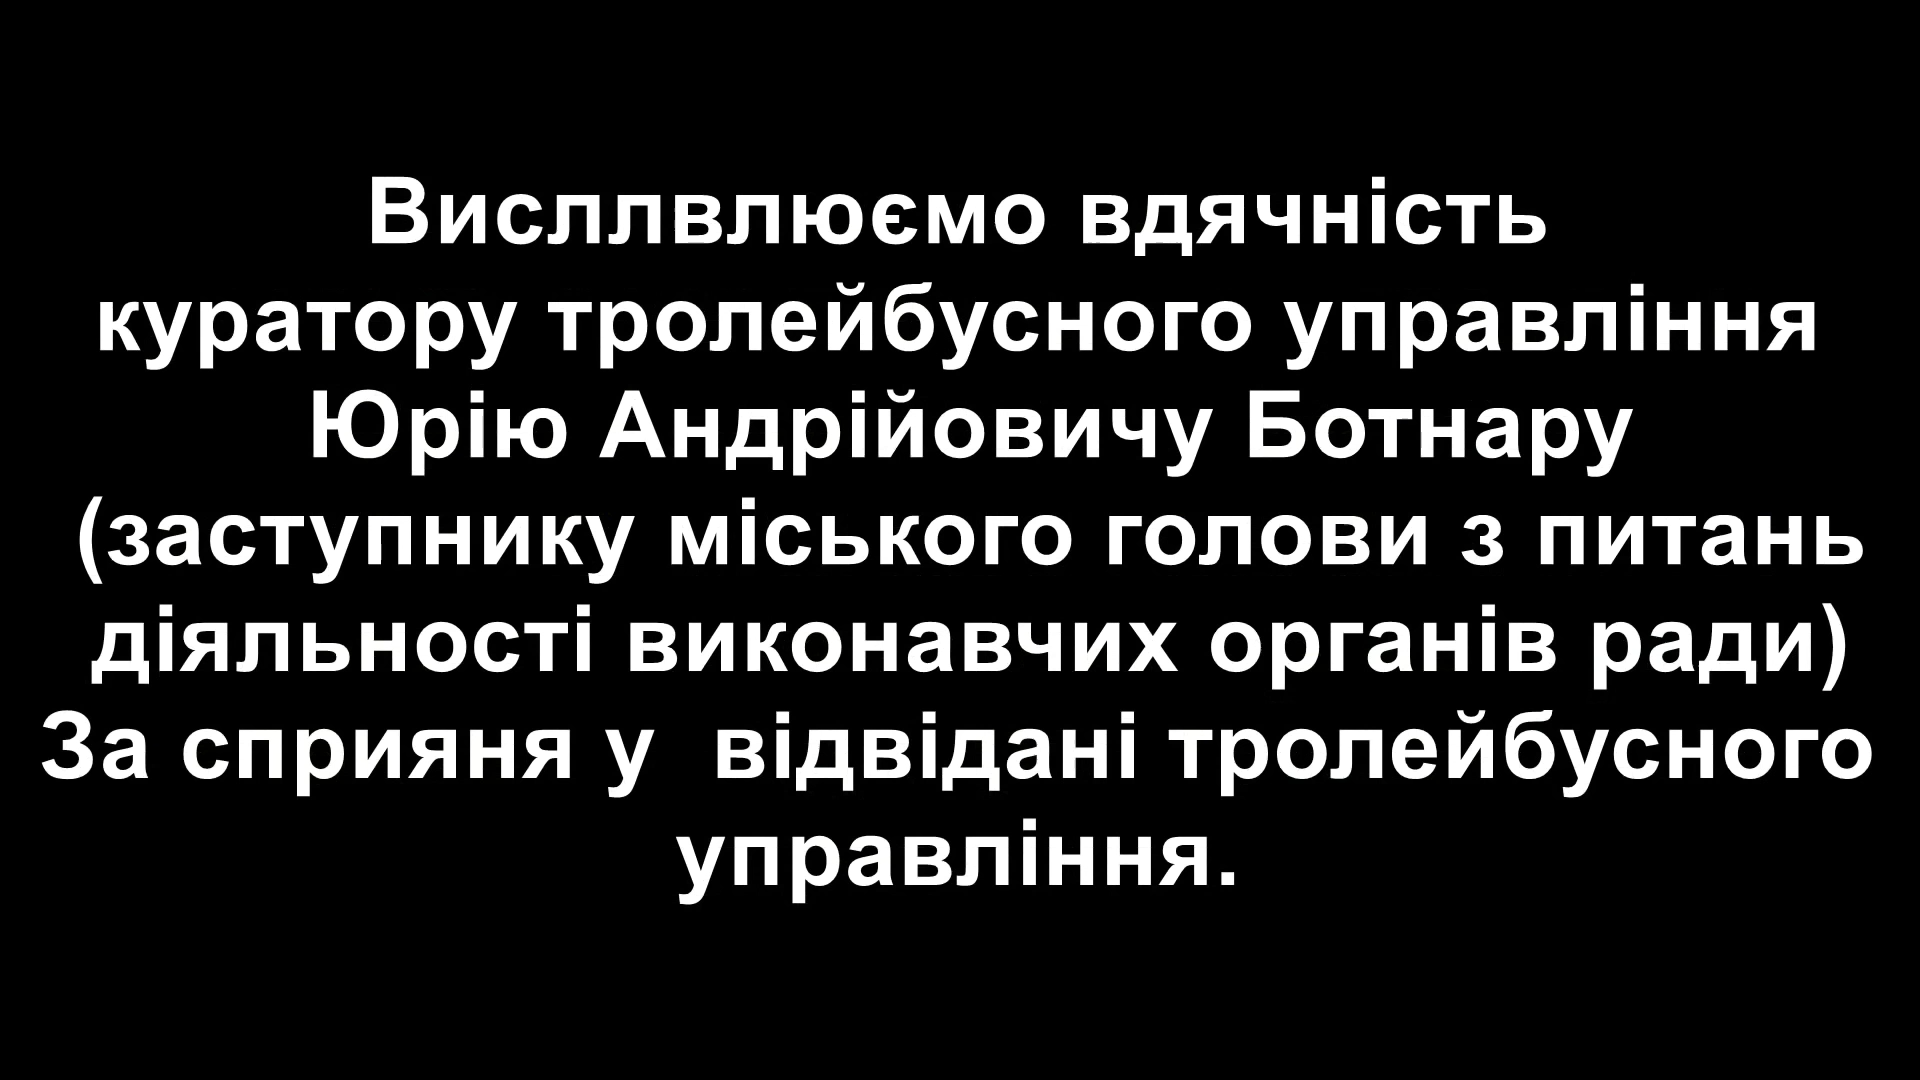 Висллвлюємо вдячність
куратору тролейбусного управління
Юрію Андрійовичу Ботнару
(заступнику міського голови з питань
діяльності виконавчих органів ради)
За сприяня у  відвідані тролейбусного
управління.